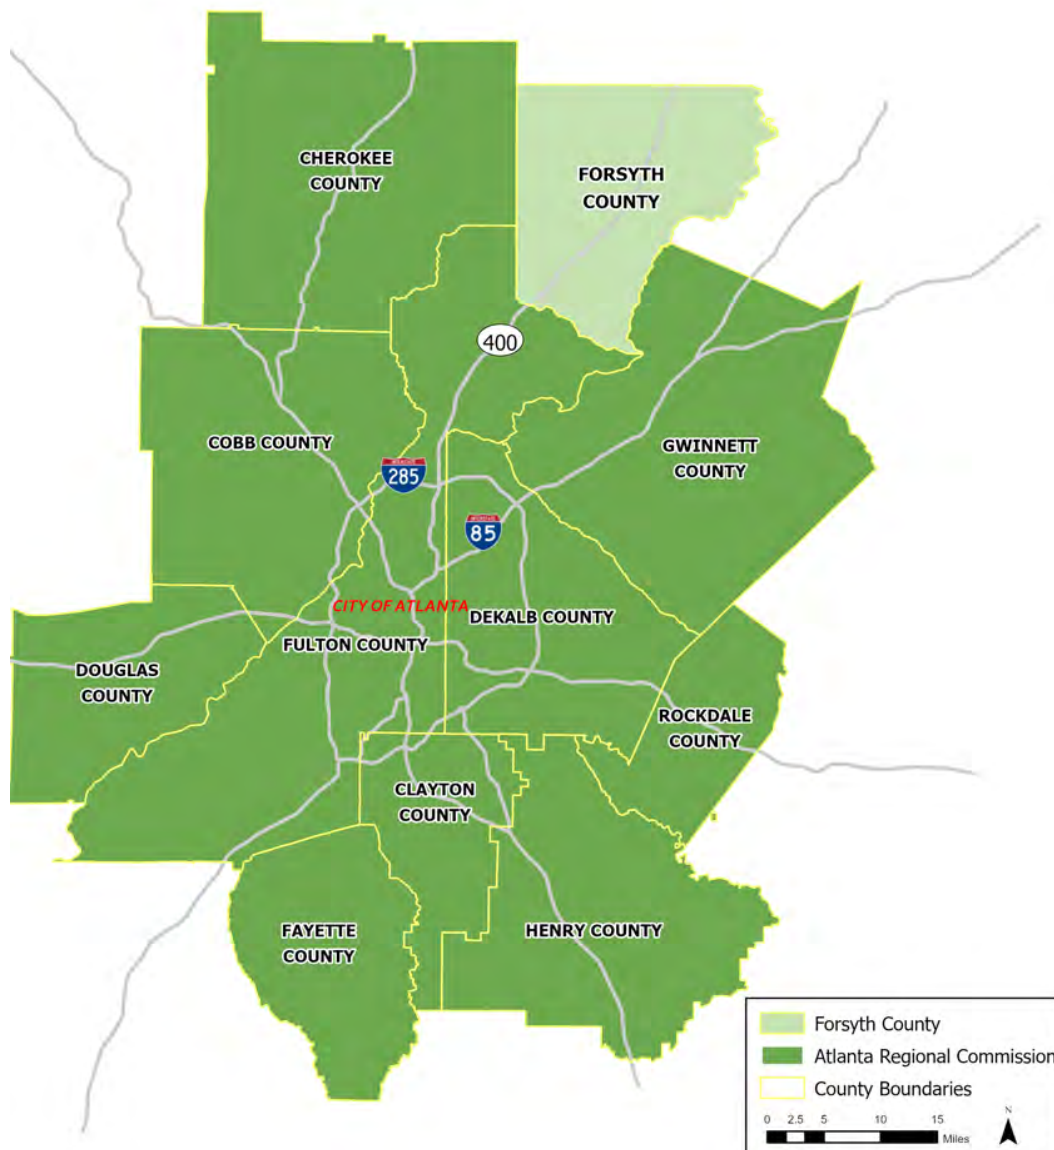 CHEROKEE
COUNTY
FORSYTH
COUNTY
400
COBB COUNTY
GWINNETT
COUNTY
285
85
CITY OF ATLANTA
DEKALB COUNTY
FULTON COUNTY
DOUGLAS
COUNTY
ROCKDALE
COUNTY
CLAYTON
COUNTY
FAYETTE
COUNTY
HENRY COUNTY
Forsyth County
Atlanta Regional Commission
County Boundaries
0 2.5 5 10 15
Miles
N